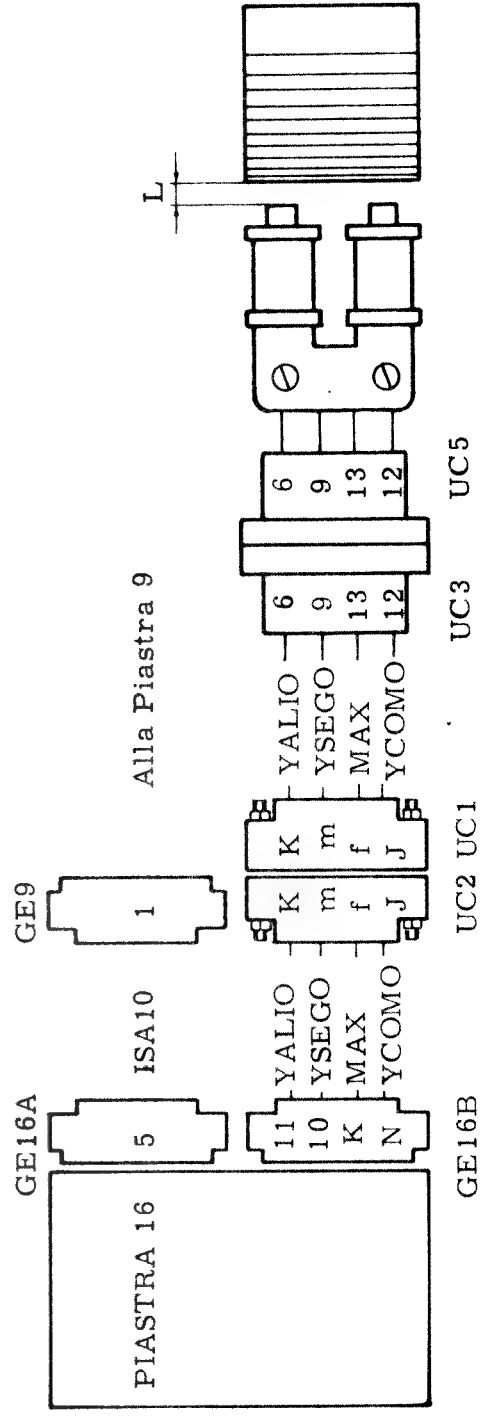 GE16A
GE9
PIASTRA 16
5
ISA10
1
Alla Piastra 9
L
11
YALIO
K
K
YALIO
6
6
10
YSEGO
m
m
YSEGO
9
9
K
MAX
f
f
MAX
13
13
N
YCOMO
J
J
YCOMO
12
12
GE16B
UC2
UC1
UC3
UC5